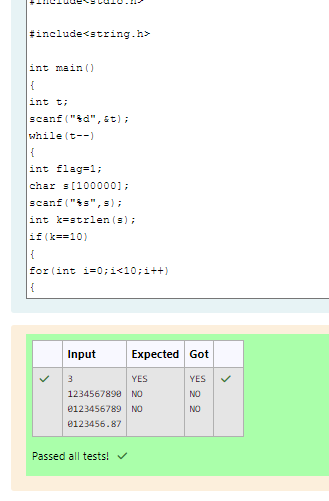 #include<stdio.h>
#include<string.h>
int main()
{
int t;
scanf("%d",&t);
while(t--)
{
int flag=1;
char s[100000];
scanf("%s",s);
int k=strlen(s);
if(k==10)
{
for(int i=0;i<10;i++)
{
Input Expected Got
3 YES YES
1234567890 NO NO
0123456789 NO NO
0123456.87
Passed all tests!